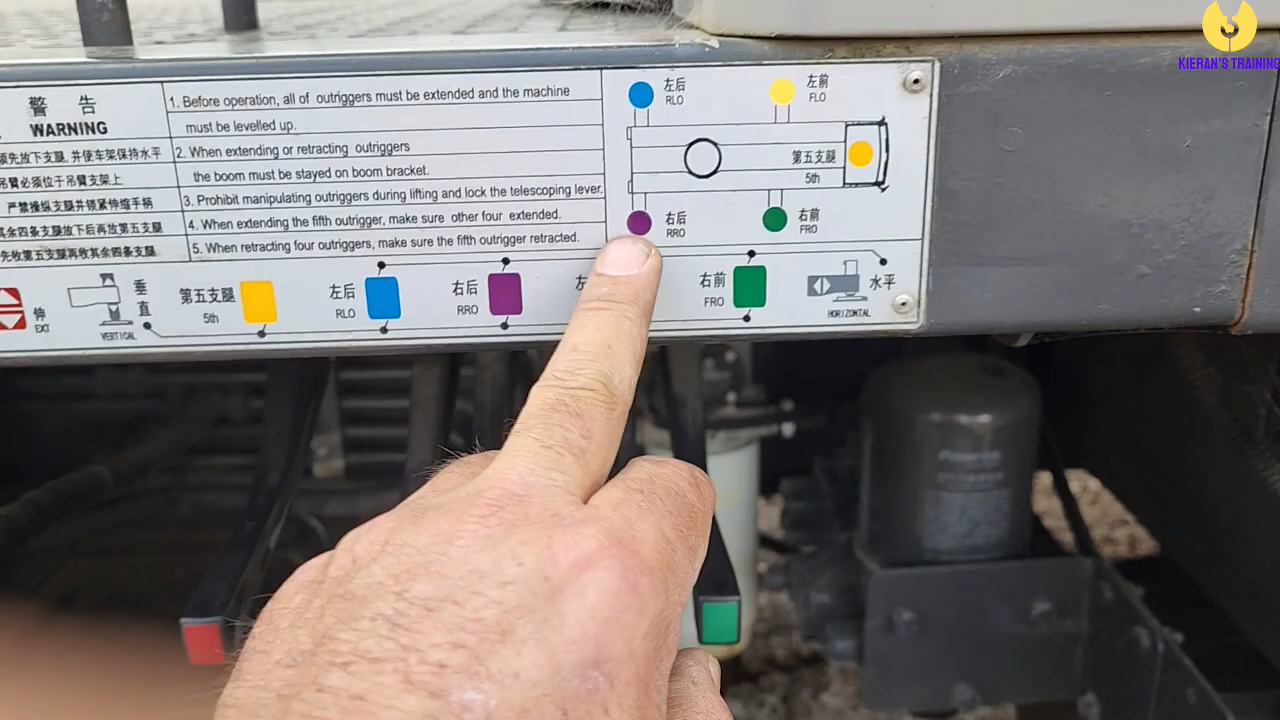 KIERAN'S TRAINING
警 告
WARNING
须先放下支腿,并使车架保持水平
吊臂必须位于吊臂支架上
严禁操纵支腿并锁紧伸缩手柄
其余四条支腿放下后再放第五支腿
先收第五支腿再收其余四条支腿
1. Before operation, all of outriggers must be extended and the machine
must be levelled up.
2. When extending or retracting outriggers
the boom must be stayed on boom bracket.
3. Prohibit manipulating outriggers during lifting and lock the telescoping lever.
4. When extending the fifth outrigger, make sure other four extended.
5. When retracting four outriggers, make sure the fifth outrigger retracted.
左后
RLO
左前
FLO
第五支腿
5th
右后
RRO
右前
FRO
伸
EXT
垂
直
VERTICAL
第五支腿
5th
左后
RLO
右后
RRO
左
右前
FRO
水平
HORIZONTAL